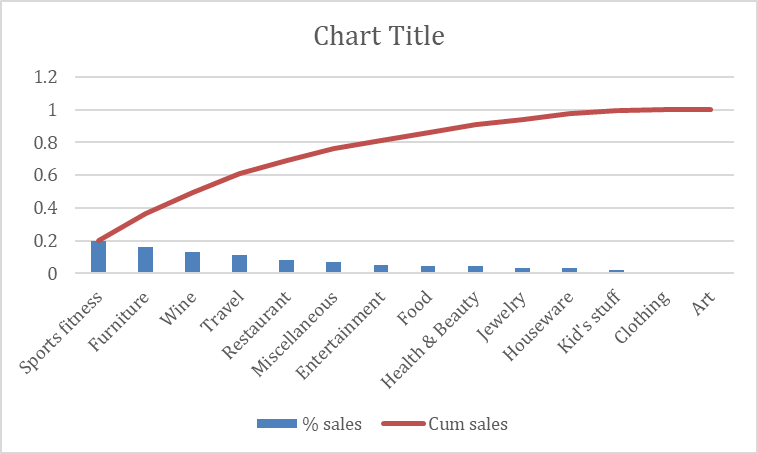 Chart Title
1.2
1
0.8
0.6
0.4
0.2
0
Sports fitness
Furniture
Wine
Travel
Restaurant
Miscellaneous
Entertainment
Food
Health & Beauty
Jewelry
Houseware
Kid's stuff
Clothing
Art
% sales
Cum sales